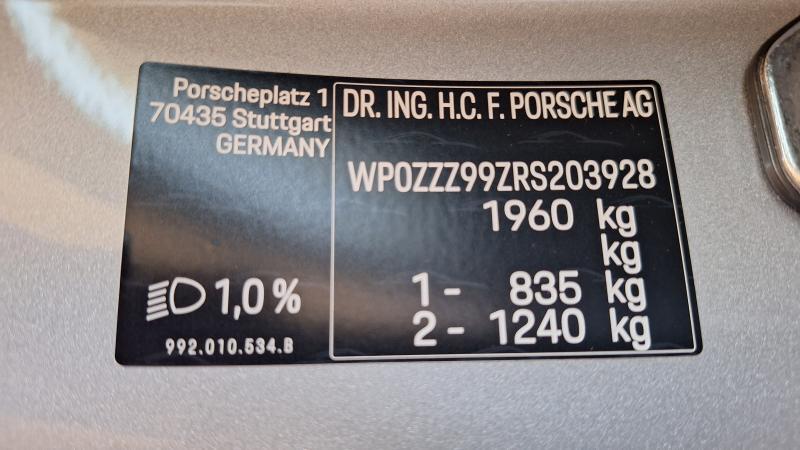 Porscheplatz 1
70435 Stuttgart
GERMANY
1,0 %
992.010.534.B
DR. ING. H.C. F. PORSCHE AG
WP0ZZZ99ZRS203928
1960 kg
kg
1 - 835 kg
2 - 1240 kg